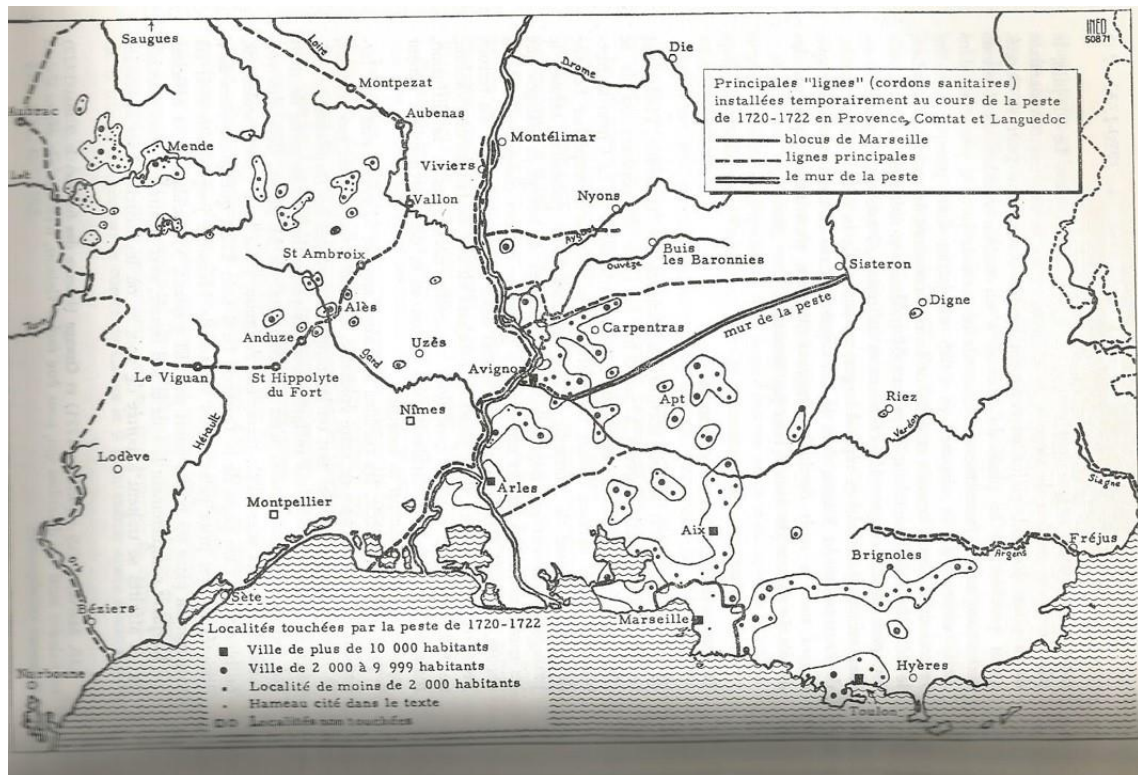 Saugues
Loire
Die
INED
508 71
Montpezat
Drome
Principales "lignes" (cordons sanitaires)
installées temporairement au cours de la peste
de 1720-1722 en Provence, Comtat et Languedoc
blocus de Marseille
lignes principales
le mur de la peste
Aubenas
Montélimar
Mende
Viviers
Lot
Vallon
Nyons
Aygues
Buis
les Baronnies
Ouvèze
St Ambroix
Sisteron
Digne
Alès
Carpentras
mur de la peste
Anduze
Uzès
Gard
Avignon
Le Viguan
St Hippolyte
du Fort
Apt
Riez
Nîmes
Verdon
Hérault
Lodève
Siagne
Arles
Montpellier
Aix
Fréjus
Argens
Brignoles
Sète
Béziers
Marseille
Localités touchées par la peste de 1720-1722
Ville de plus de 10 000 habitants
Ville de 2 000 à 9 999 habitants
Localité de moins de 2 000 habitants
Hameau cité dans le texte
Localités non touchées
Hyères
Narbonne
Toulon